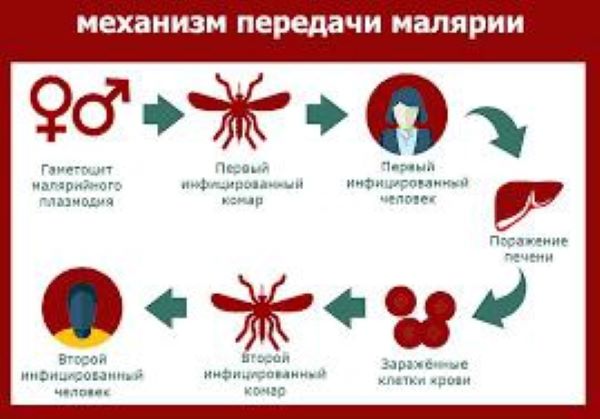 механизм передачи малярии
Гаметоцит
малярийного
плазмодия
Первый
инфицированный
комар
Первый
инфицированный
человек
Поражение
печени
Заражённые
клетки крови
Второй
инфицированный
комар
Второй
инфицированный
человек